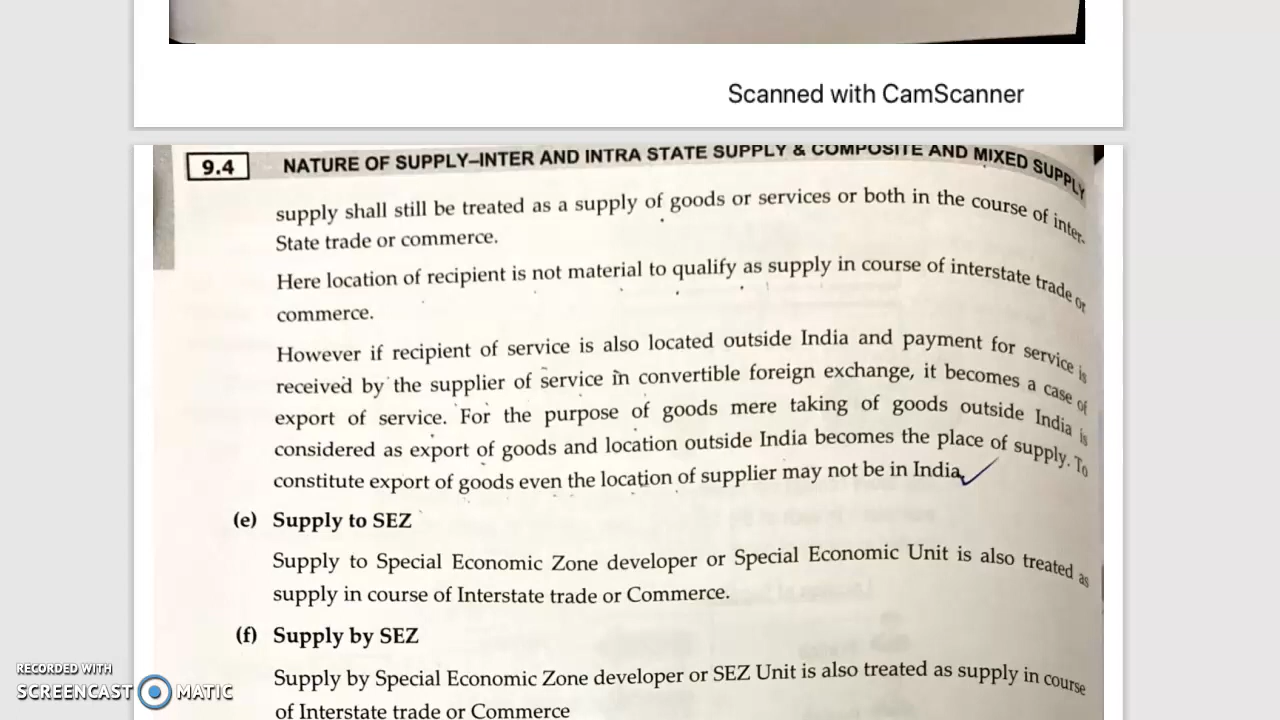 Scanned with CamScanner
9.4
NATURE OF SUPPLY–INTER AND INTRA STATE SUPPLY & COMPOSITE AND MIXED SUPPLY
supply shall still be treated as a supply of goods or services or both in the course of inter-
State trade or commerce.
Here location of recipient is not material to qualify as supply in course of interstate trade or
commerce.
However if recipient of service is also located outside India and payment for service is
received by the supplier of service in convertible foreign exchange, it becomes a case of
export of service. For the purpose of goods mere taking of goods outside India is
considered as export of goods and location outside India becomes the place of supply. To
constitute export of goods even the location of supplier may not be in India.
(e) Supply to SEZ
Supply to Special Economic Zone developer or Special Economic Unit is also treated as
supply in course of Interstate trade or Commerce.
(f) Supply by SEZ
Supply by Special Economic Zone developer or SEZ Unit is also treated as supply in course
of Interstate trade or Commerce
RECORDED WITH
SCREENCAST MATIC